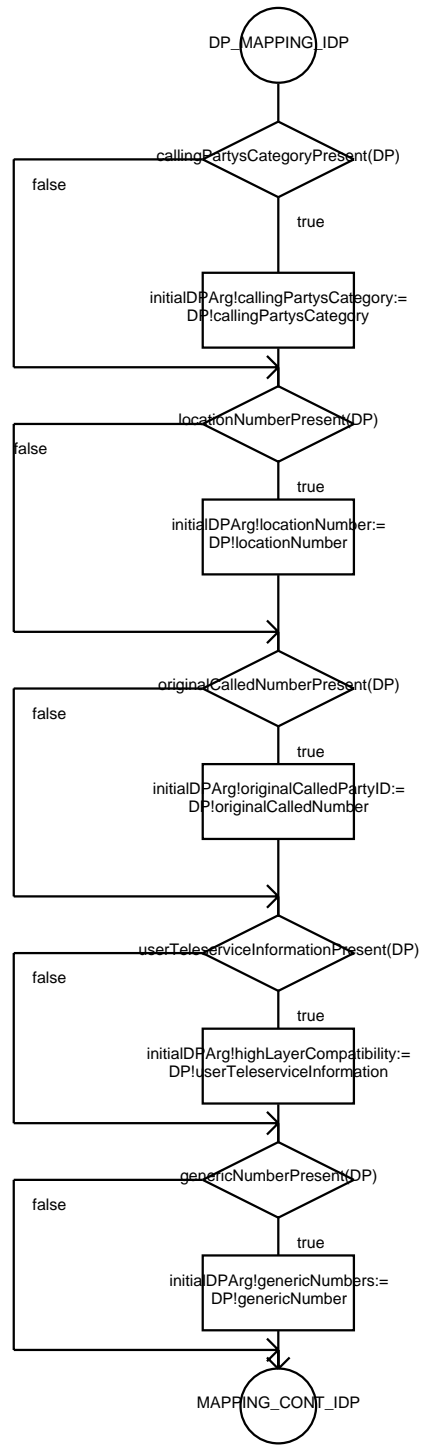 DP_MAPPING_IDP
callingPartysCategoryPresent(DP)
false
true
initialDPArg!callingPartysCategory:=
DP!callingPartysCategory
locationNumberPresent(DP)
false
true
initialDPArg!locationNumber:=
DP!locationNumber
originalCalledNumberPresent(DP)
false
true
initialDPArg!originalCalledPartyID:=
DP!originalCalledNumber
userTeleserviceInformationPresent(DP)
false
true
initialDPArg!highLayerCompatibility:=
DP!userTeleserviceInformation
genericNumberPresent(DP)
false
true
initialDPArg!genericNumbers:=
DP!genericNumber
MAPPING_CONT_IDP